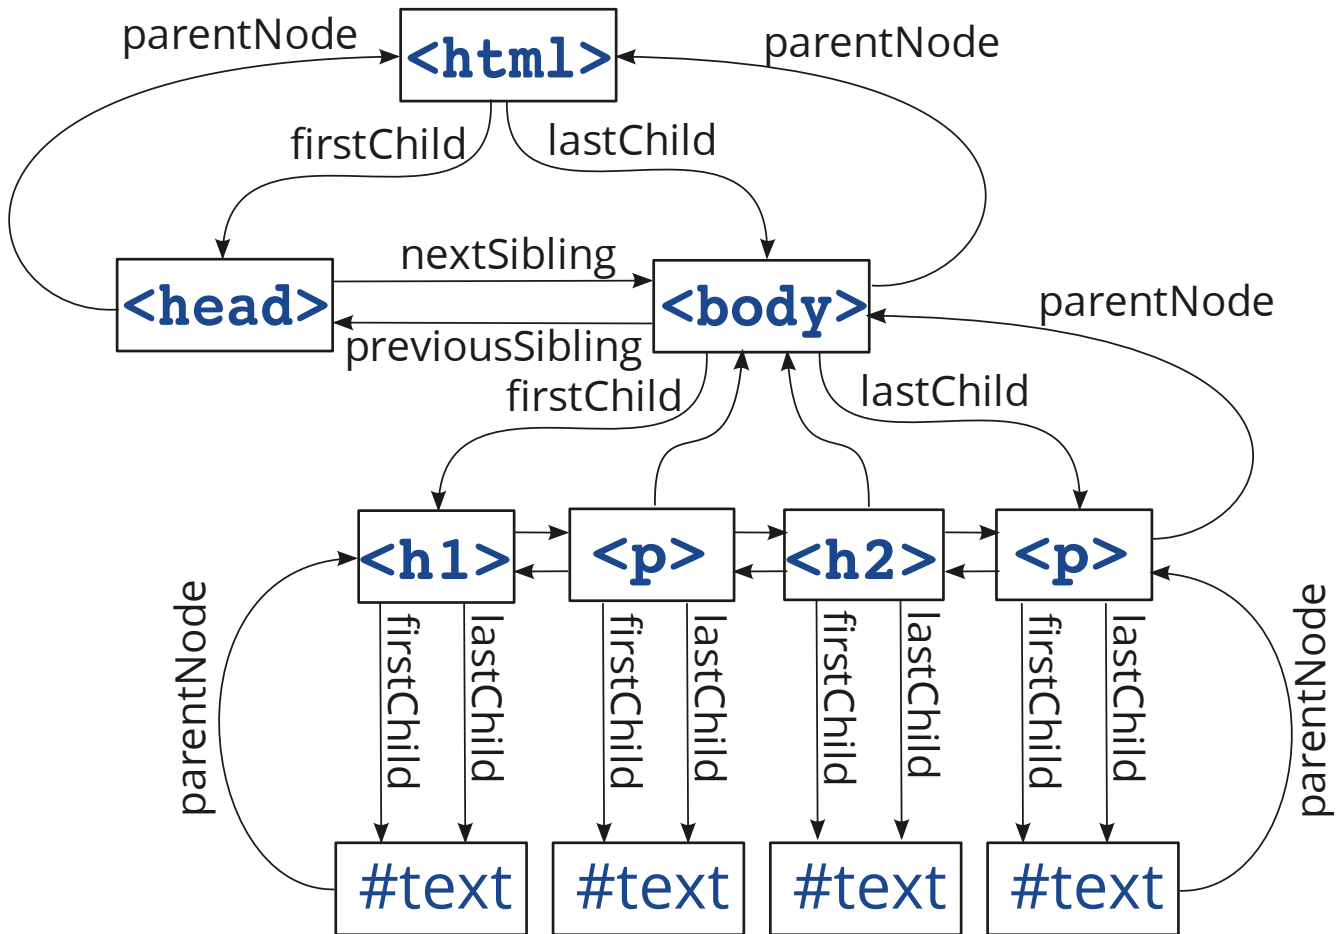 parentNode
<html>
parentNode
firstChild
lastChild
nextSibling
<head>
<body>
parentNode
previousSibling
firstChild
lastChild
<h1>
<p>
<h2>
<p>
parentNode
firstChild
lastChild
firstChild
lastChild
firstChild
lastChild
firstChild
lastChild
parentNode
#text
#text
#text
#text